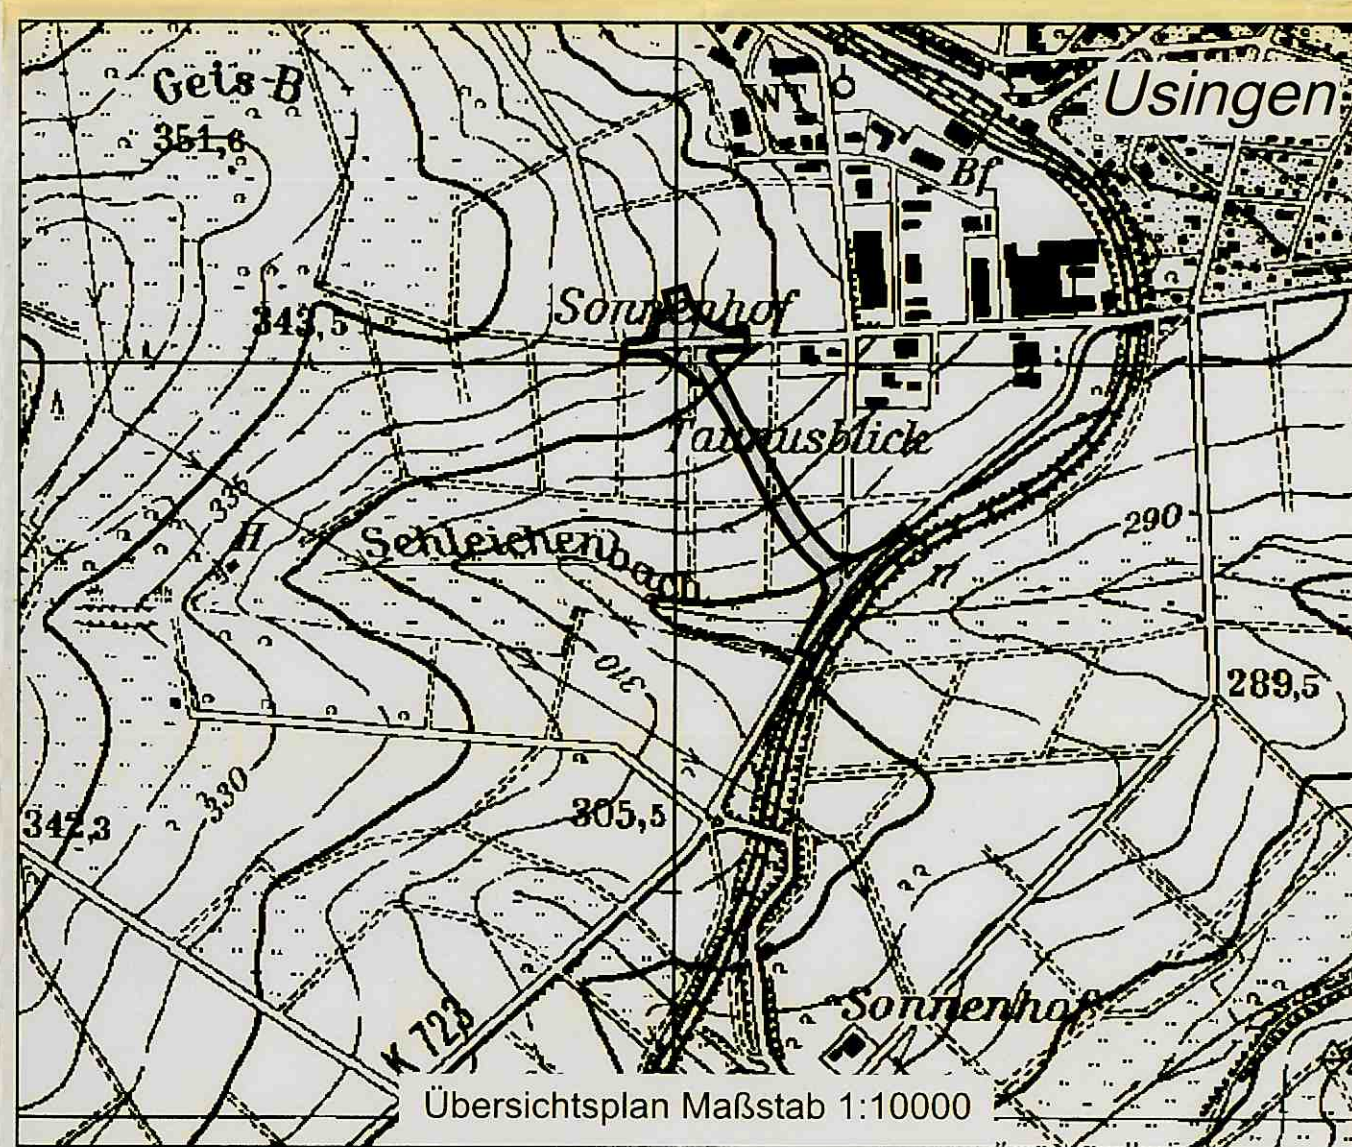 Geis-B
351,6
WT
Usingen
Bf
Sonnenhof
343,5
Taunusblick
335
H
Schleichenbach
290
310
289,5
330
305,5
342,3
Sonnenhof
K 723
Übersichtsplan Maßstab 1:10000